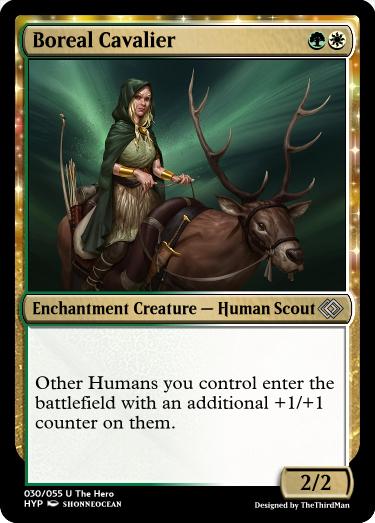 Boreal Cavalier
Enchantment Creature — Human Scout
Other Humans you control enter the
battlefield with an additional +1/+1
counter on them.
2/2
030/055 U The Hero
HYP SHONNEOCEAN
Designed by TheThirdMan